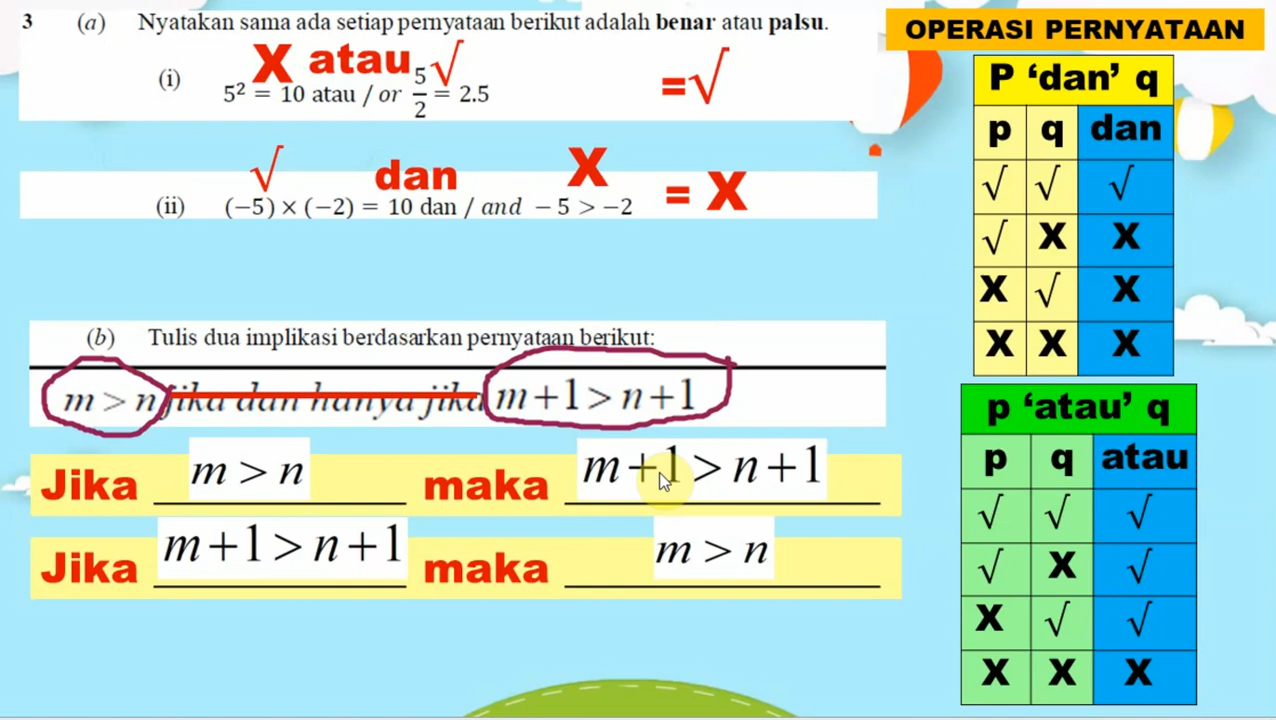 3 (a) Nyatakan sama ada setiap pernyataan berikut adalah benar atau palsu.
X atau √
(i) 5² = 10 atau / or 5/2 = 2.5 =√
√ dan X
(ii) (−5) × (−2) = 10 dan / and − 5 > −2 = X
(b) Tulis dua implikasi berdasarkan pernyataan berikut:
m > n jika dan hanya jika m+1 > n+1
Jika m > n maka m+1 > n+1
Jika m+1 > n+1 maka m > n
OPERASI PERNYATAAN
P ‘dan’ q
p q dan
√ √ √
√ X X
X √ X
X X X
p ‘atau’ q
p q atau
√ √ √
√ X √
X √ √
X X X